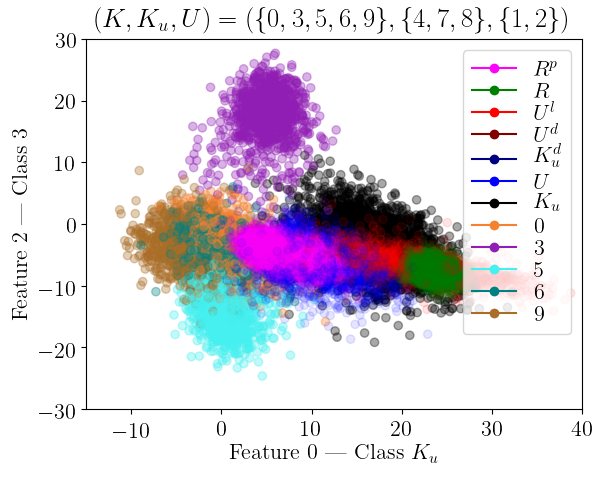 (K, K_u, U) = ({0, 3, 5, 6, 9}, {4, 7, 8}, {1, 2})
30
20
10
0
−10
−20
−30
Feature 2 — Class 3
R^p
R
U^l
U^d
K_u^d
U
K_u
0
3
5
6
9
−10 0 10 20 30 40
Feature 0 — Class K_u